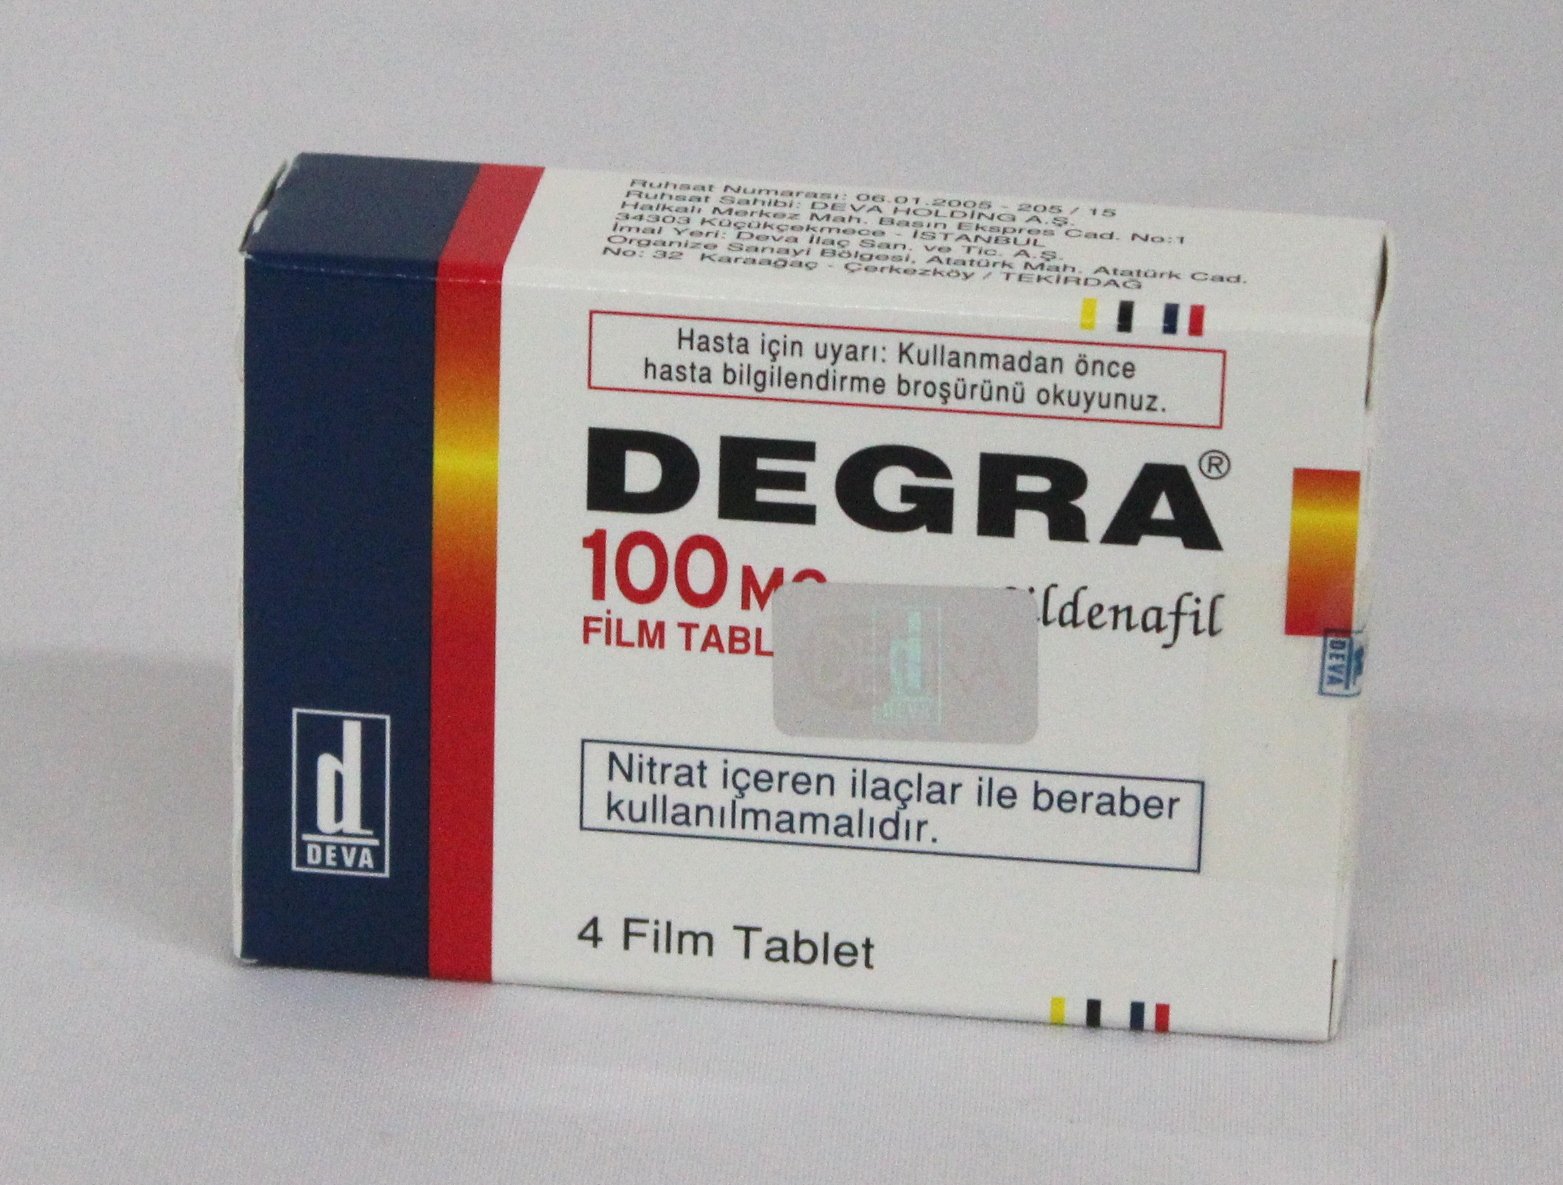 Ruhsat Numarası: 06.01.2005 - 205 / 15
Ruhsat Sahibi: DEVA HOLDİNG A.Ş.
Halkalı Merkez Mah. Basın Ekspres Cad. No:1
34303 Küçükçekmece - İSTANBUL
İmal Yeri: Deva İlaç San. ve Tic. A.Ş.
Organize Sanayi Bölgesi, Atatürk Mah. Atatürk Cad.
No: 32 Karaağaç - Çerkezköy / TEKİRDAĞ
Hasta için uyarı: Kullanmadan önce
hasta bilgilendirme broşürünü okuyunuz.
DEGRA®
100
FİLM TABL
ildenafil
d
DEVA
DEVA
Nitrat içeren ilaçlar ile beraber
kullanılmamalıdır.
d
DEVA
4 Film Tablet